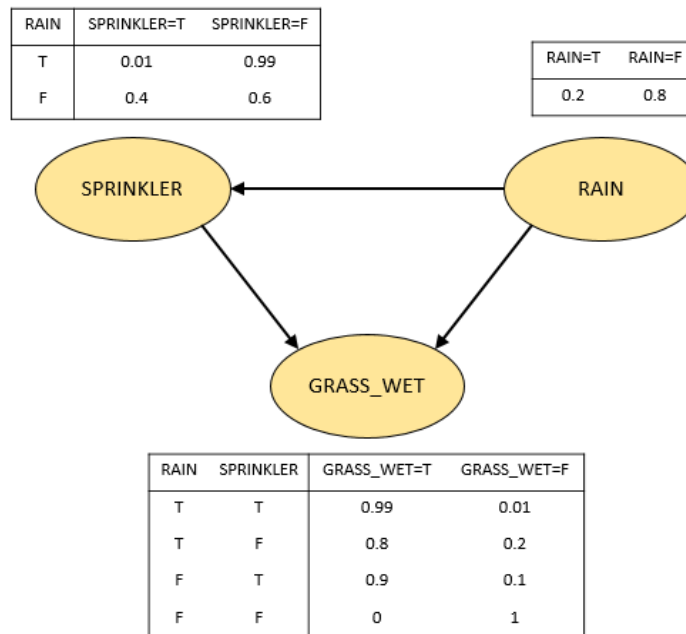 RAIN SPRINKLER=T SPRINKLER=F
T 0.01 0.99
F 0.4 0.6
RAIN=T RAIN=F
0.2 0.8
SPRINKLER
RAIN
GRASS_WET
RAIN SPRINKLER GRASS_WET=T GRASS_WET=F
T T 0.99 0.01
T F 0.8 0.2
F T 0.9 0.1
F F 0 1